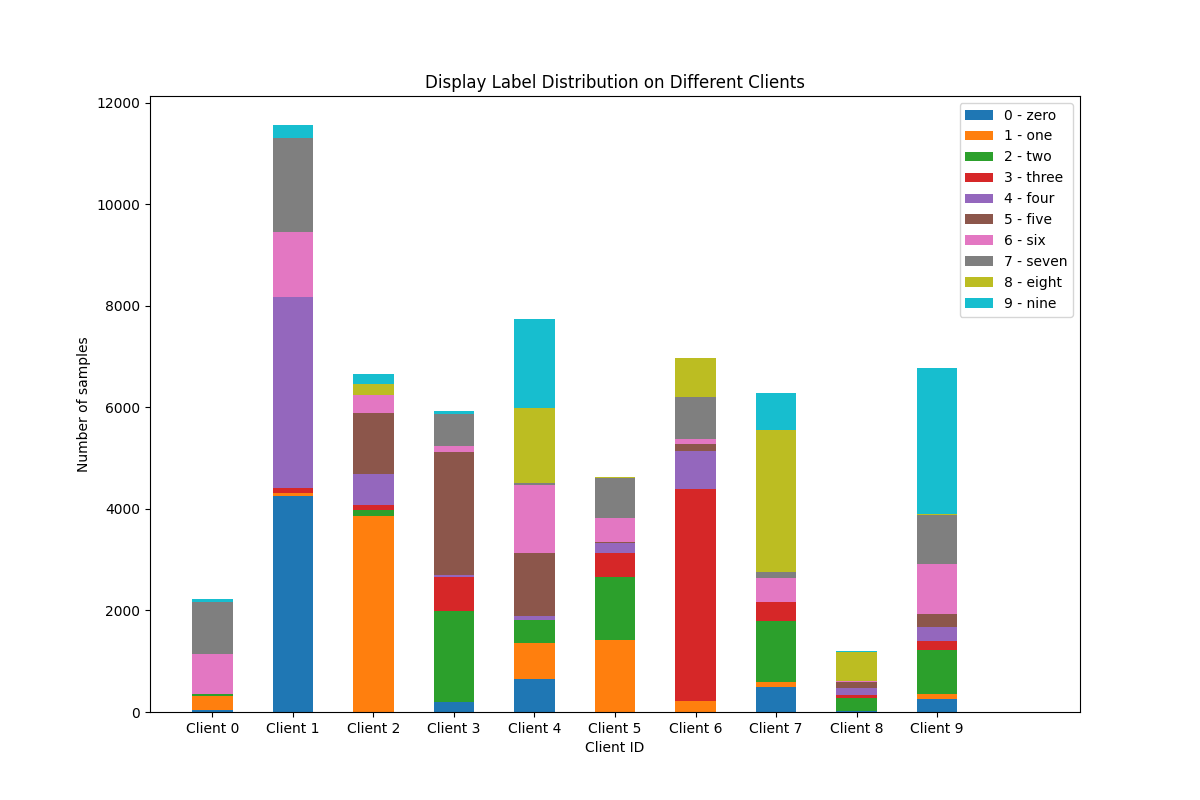 Display Label Distribution on Different Clients
12000
10000
8000
6000
4000
2000
0
Number of samples
0 - zero
1 - one
2 - two
3 - three
4 - four
5 - five
6 - six
7 - seven
8 - eight
9 - nine
Client 0 Client 1 Client 2 Client 3 Client 4 Client 5 Client 6 Client 7 Client 8 Client 9
Client ID